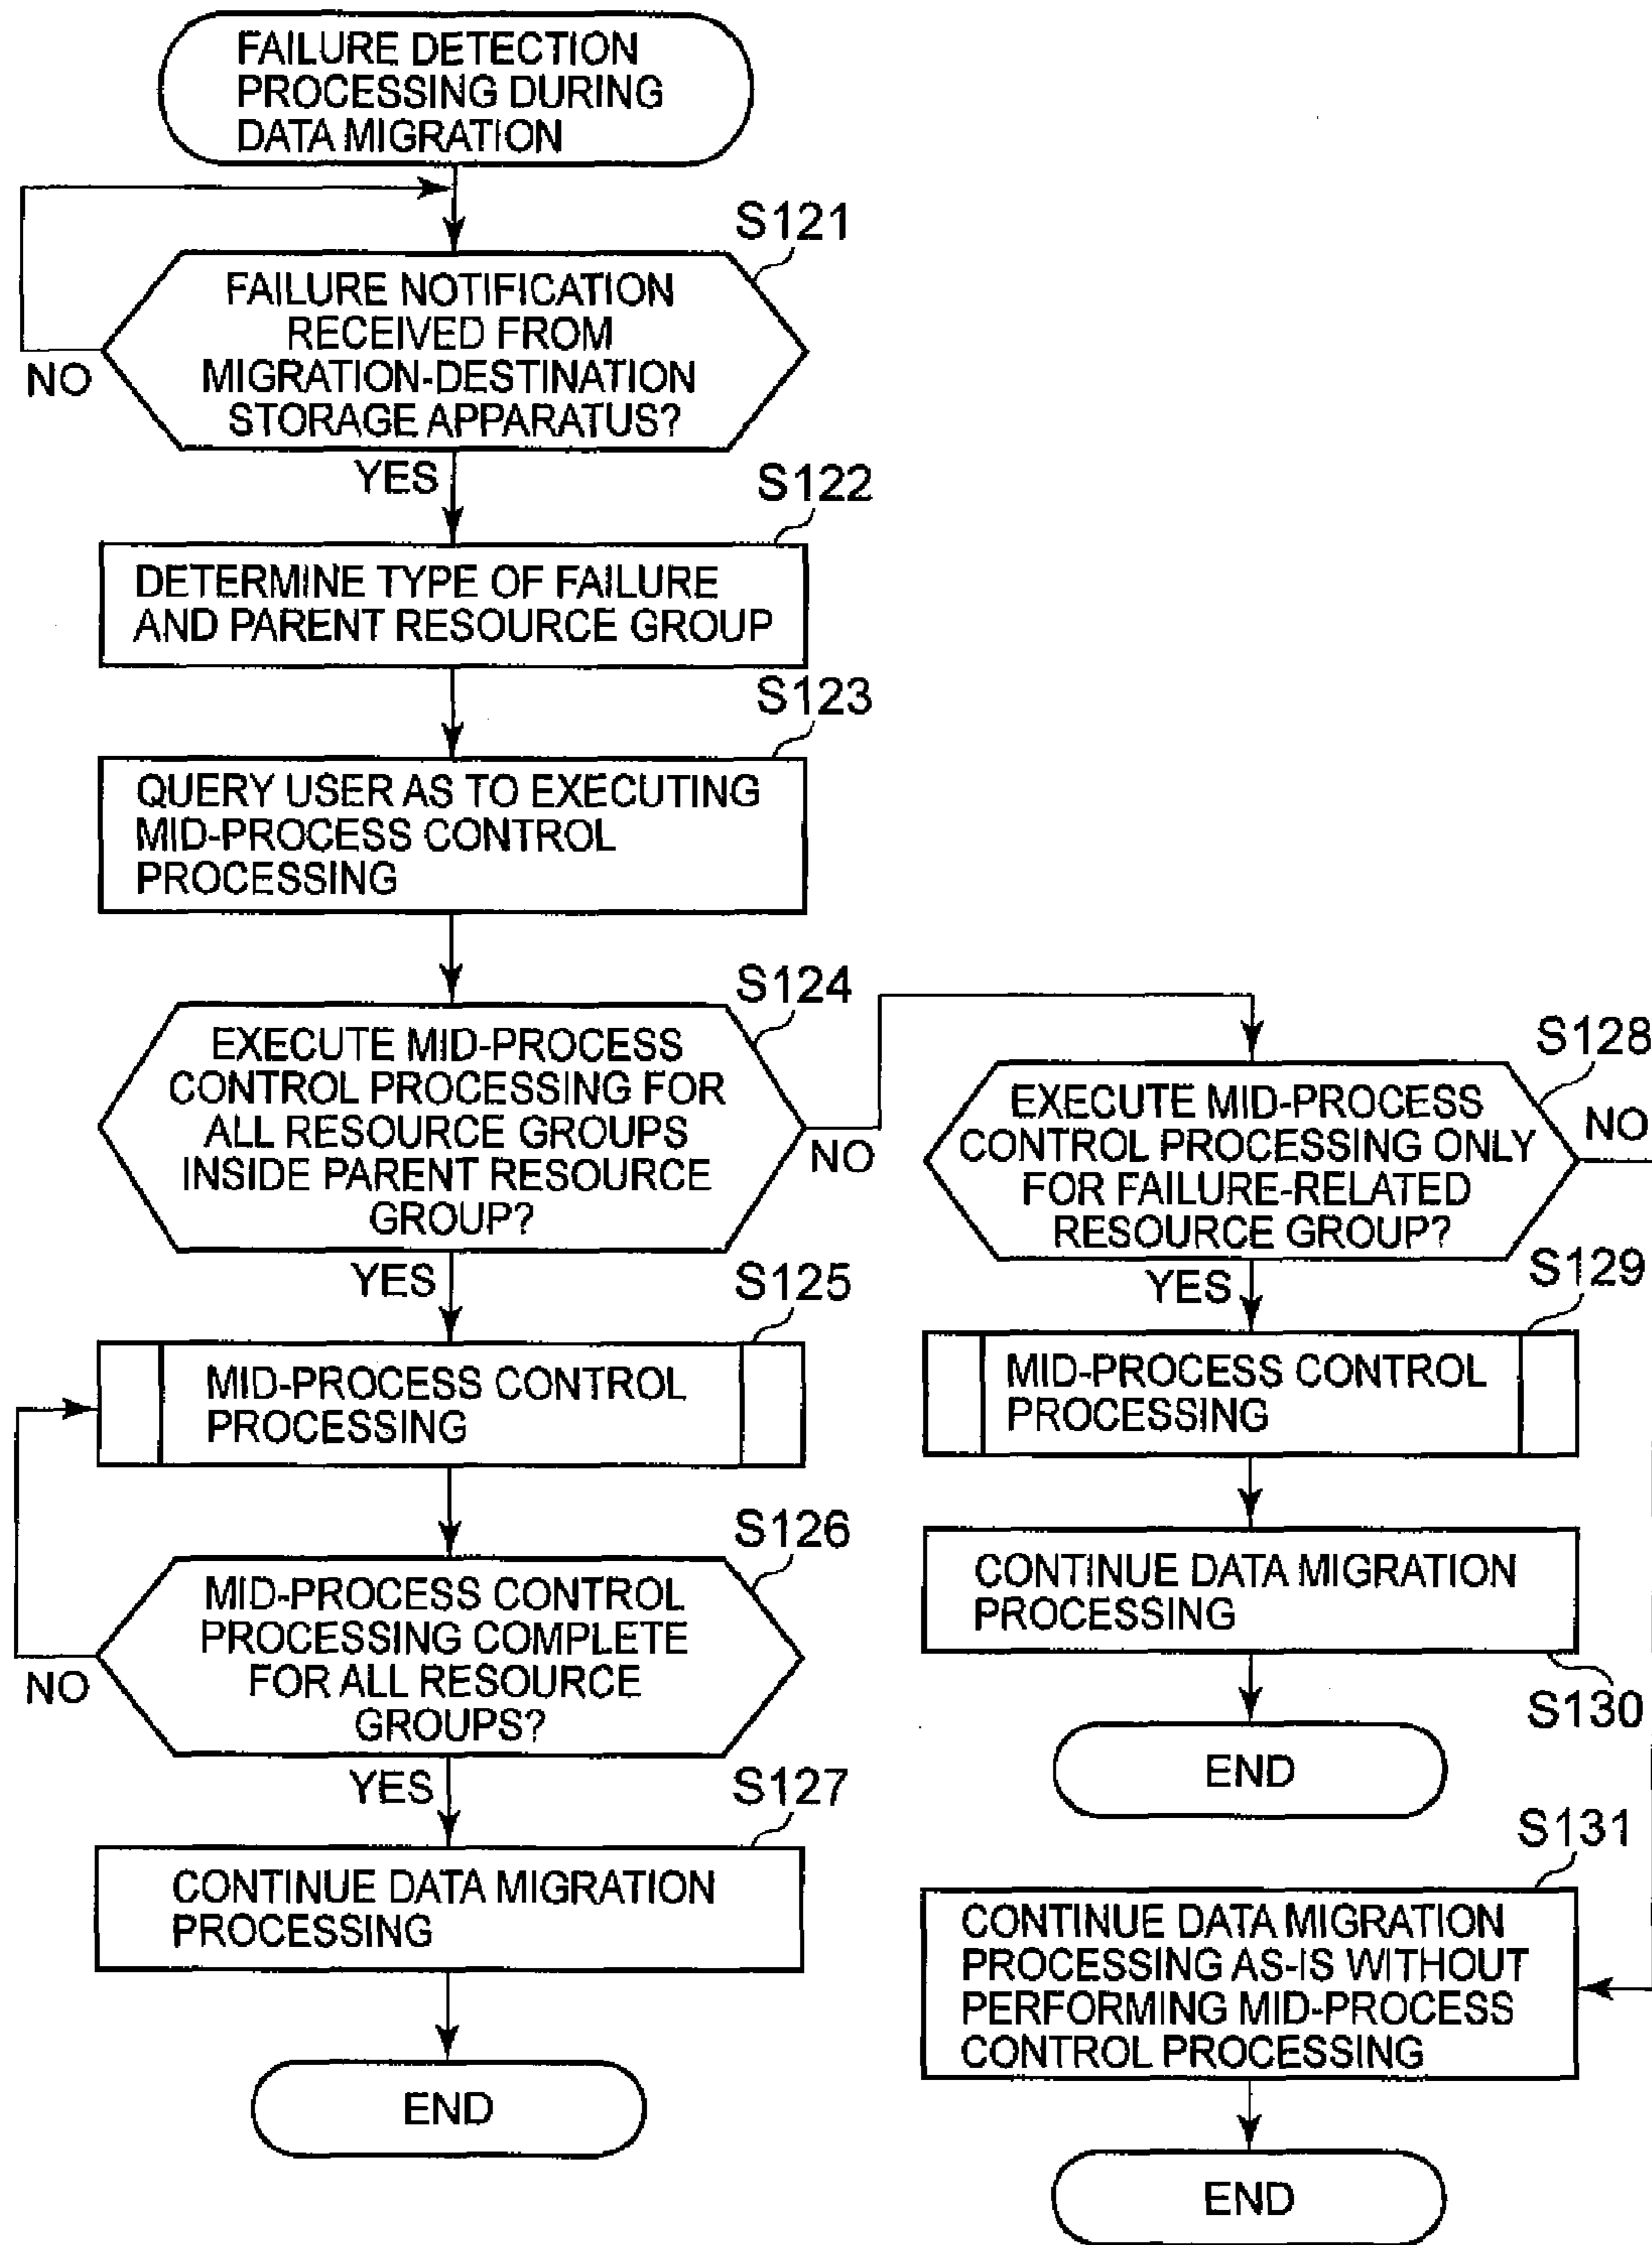 FAILURE DETECTION
PROCESSING DURING
DATA MIGRATION
S121
FAILURE NOTIFICATION
RECEIVED FROM
MIGRATION-DESTINATION
STORAGE APPARATUS?
NO
YES
S122
DETERMINE TYPE OF FAILURE
AND PARENT RESOURCE GROUP
S123
QUERY USER AS TO EXECUTING
MID-PROCESS CONTROL
PROCESSING
S124
EXECUTE MID-PROCESS
CONTROL PROCESSING FOR
ALL RESOURCE GROUPS
INSIDE PARENT RESOURCE
GROUP?
NO
YES
S125
MID-PROCESS CONTROL
PROCESSING
S126
MID-PROCESS CONTROL
PROCESSING COMPLETE
FOR ALL RESOURCE
GROUPS?
NO
YES
S127
CONTINUE DATA MIGRATION
PROCESSING
END
S128
EXECUTE MID-PROCESS
CONTROL PROCESSING ONLY
FOR FAILURE-RELATED
RESOURCE GROUP?
NO
YES
S129
MID-PROCESS CONTROL
PROCESSING
CONTINUE DATA MIGRATION
PROCESSING
S130
END
S131
CONTINUE DATA MIGRATION
PROCESSING AS-IS WITHOUT
PERFORMING MID-PROCESS
CONTROL PROCESSING
END